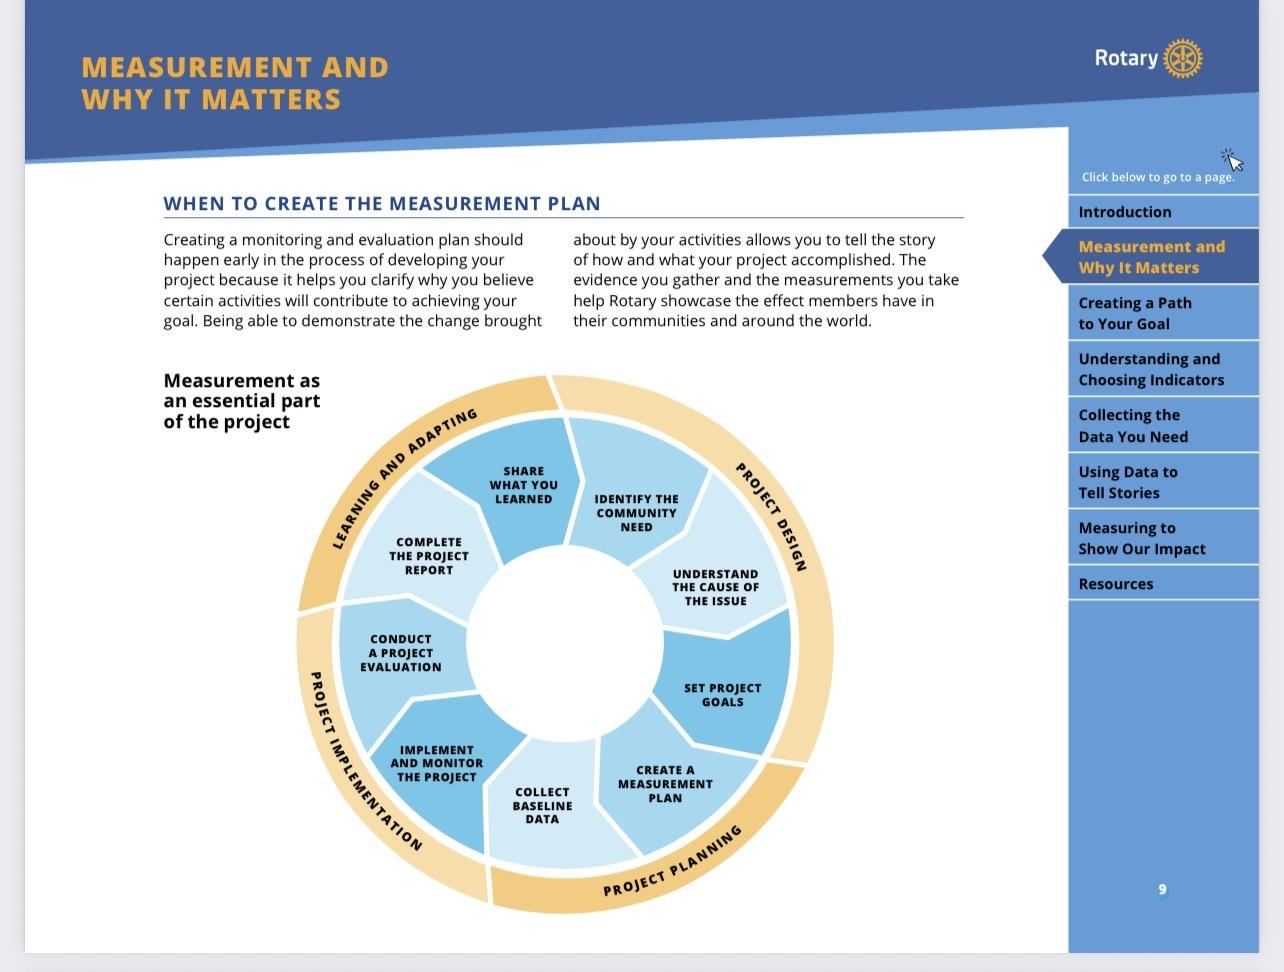 MEASUREMENT AND
WHY IT MATTERS
Rotary
Click below to go to a page.
Introduction
Measurement and
Why It Matters
Creating a Path
to Your Goal
Understanding and
Choosing Indicators
Collecting the
Data You Need
Using Data to
Tell Stories
Measuring to
Show Our Impact
Resources
WHEN TO CREATE THE MEASUREMENT PLAN
Creating a monitoring and evaluation plan should
happen early in the process of developing your
project because it helps you clarify why you believe
certain activities will contribute to achieving your
goal. Being able to demonstrate the change brought
about by your activities allows you to tell the story
of how and what your project accomplished. The
evidence you gather and the measurements you take
help Rotary showcase the effect members have in
their communities and around the world.
Measurement as
an essential part
of the project
PROJECT DESIGN
IDENTIFY THE
COMMUNITY
NEED
UNDERSTAND
THE CAUSE OF
THE ISSUE
SET PROJECT
GOALS
PROJECT PLANNING
CREATE A
MEASUREMENT
PLAN
COLLECT
BASELINE
DATA
PROJECT IMPLEMENTATION
IMPLEMENT
AND MONITOR
THE PROJECT
CONDUCT
A PROJECT
EVALUATION
LEARNING AND ADAPTING
COMPLETE
THE PROJECT
REPORT
SHARE
WHAT YOU
LEARNED
9